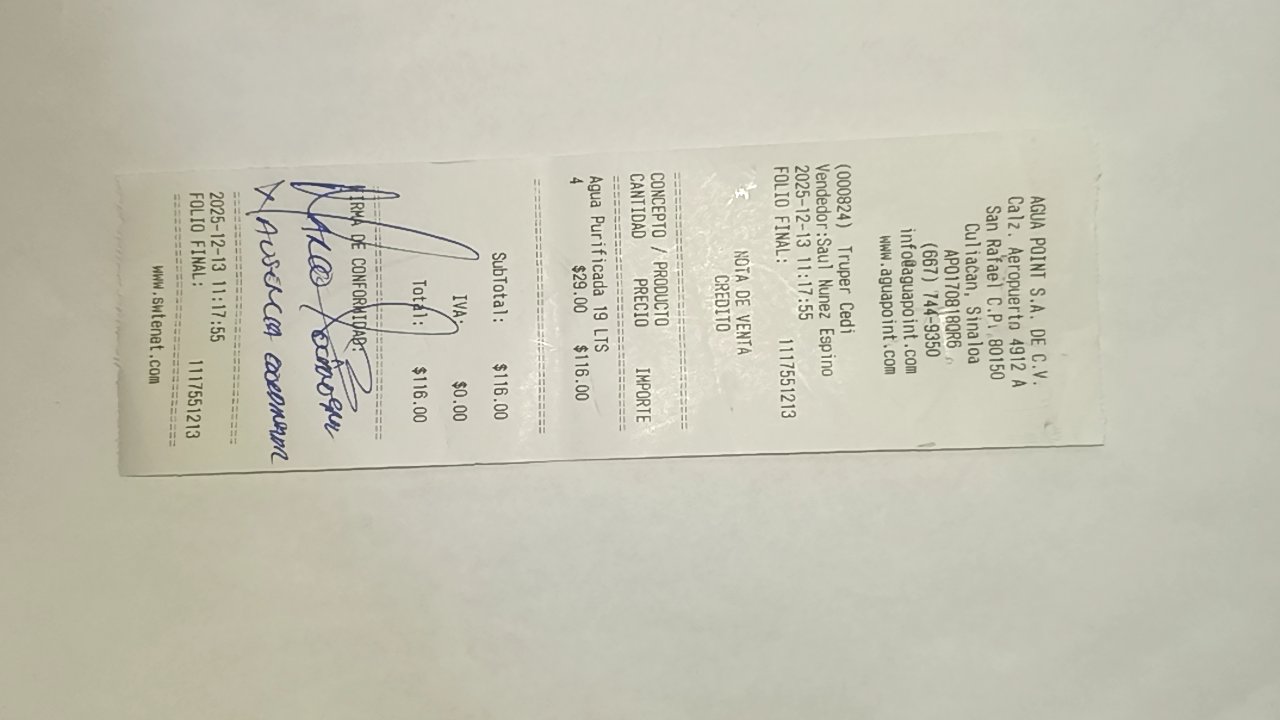 AGUA POINT S.A. DE C.V.
Calz. Aeropuerto 4912 A
San Rafael C.P. 80150
Culiacan, Sinaloa
APO170818QR6
(667) 744-9350
info@aguapoint.com
www.aguapoint.com
(000824) Truper Cedi
Vendedor:Saul Nunez Espino
2025-12-13 11:17:55
FOLIO FINAL: 1117551213
NOTA DE VENTA
CREDITO
================================
CONCEPTO / PRODUCTO
CANTIDAD PRECIO IMPORTE
================================
Agua Purificada 19 LTS
4 $29.00 $116.00
================================
SubTotal: $116.00
IVA: $0.00
Total: $116.00
================================
FIRMA DE CONFORMIDAD:
X Ausencia
================================
2025-12-13 11:17:55
FOLIO FINAL: 1117551213
================================
www.swtenet.com